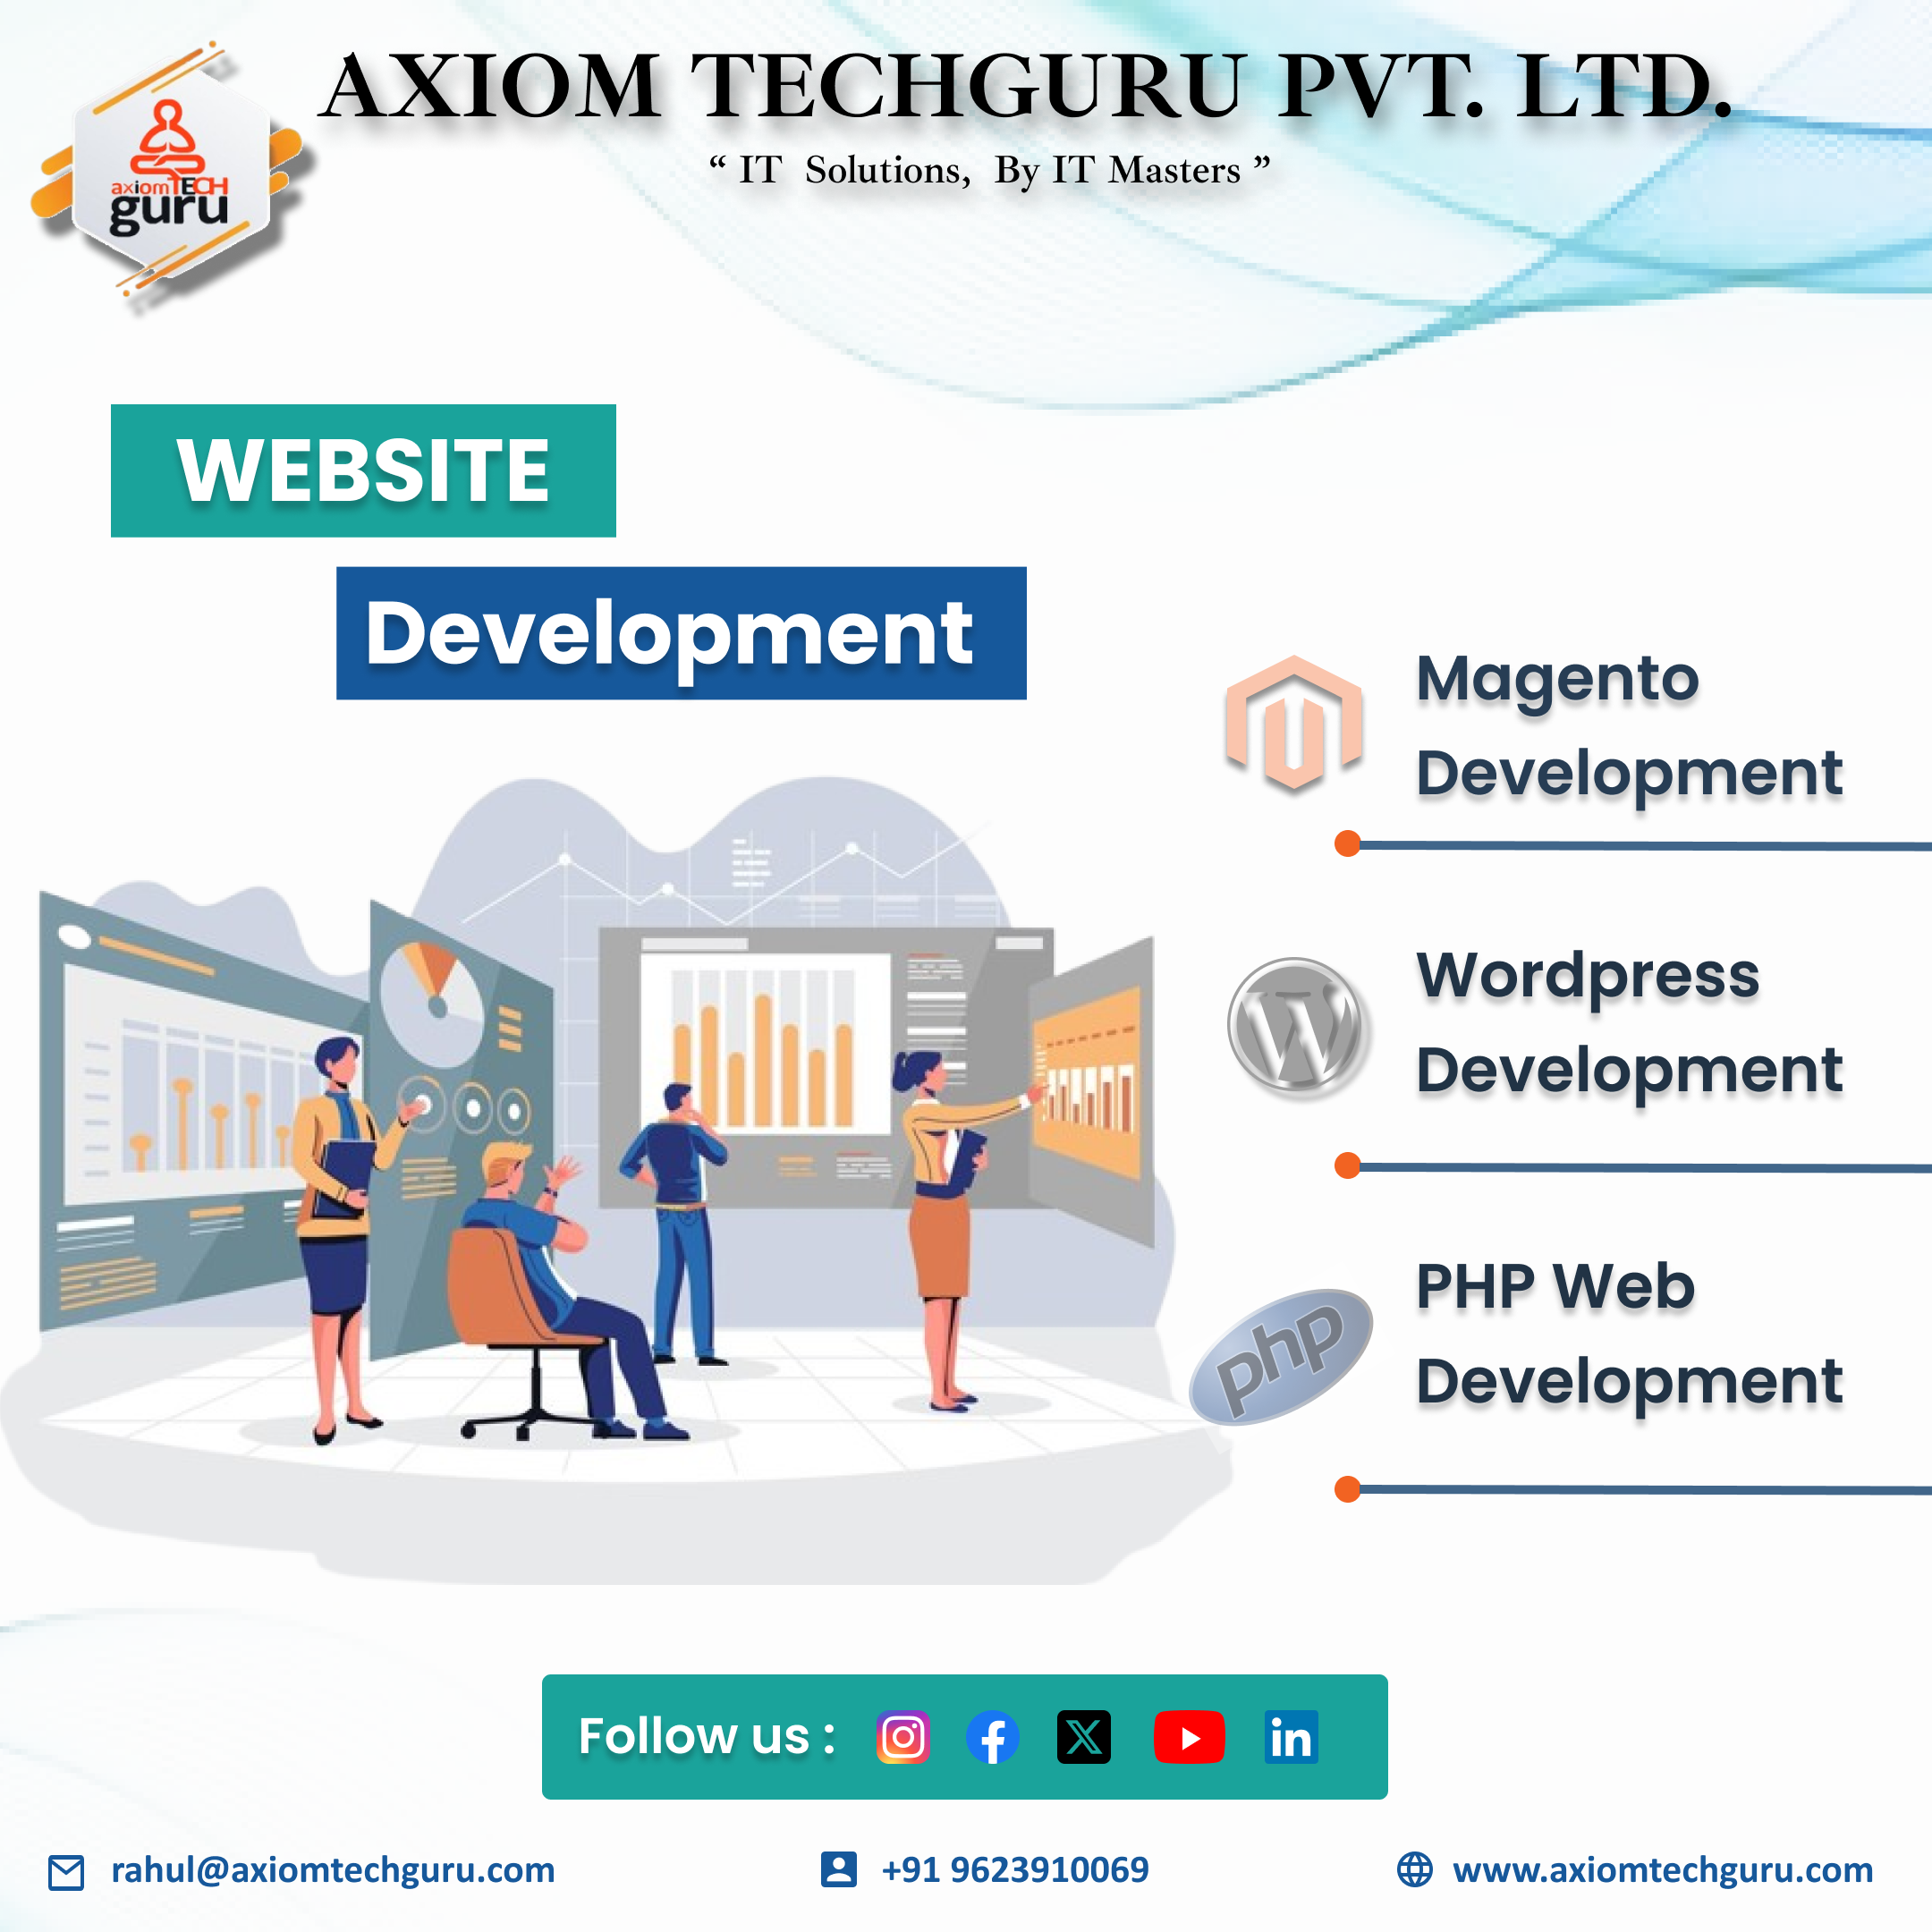 AXIOM TECHGURU PVT. LTD.
“ IT Solutions, By IT Masters ”
axiomTECH
guru
WEBSITE
Development
Magento
Development
Wordpress
Development
php
PHP Web
Development
Follow us :
rahul@axiomtechguru.com
+91 9623910069
www.axiomtechguru.com